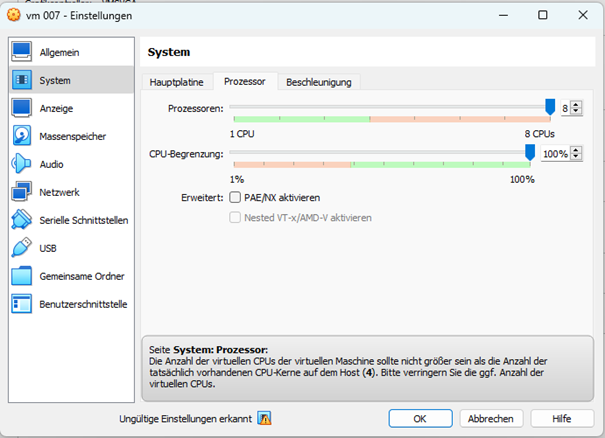 vm 007 - Einstellungen
Allgemein
System
Anzeige
Massenspeicher
Audio
Netzwerk
Serielle Schnittstellen
USB
Gemeinsame Ordner
Benutzerschnittstelle
System
Hauptplatine Prozessor Beschleunigung
Prozessoren: 8
1 CPU 8 CPUs
CPU-Begrenzung: 100%
1% 100%
Erweitert: PAE/NX aktivieren
Nested VT-x/AMD-V aktivieren
Seite System: Prozessor:
Die Anzahl der virtuellen CPUs der virtuellen Maschine sollte nicht größer sein als die Anzahl der
tatsächlich vorhandenen CPU-Kerne auf dem Host (4). Bitte verringern Sie die ggf. Anzahl der
virtuellen CPUs.
Ungültige Einstellungen erkannt OK Abbrechen Hilfe